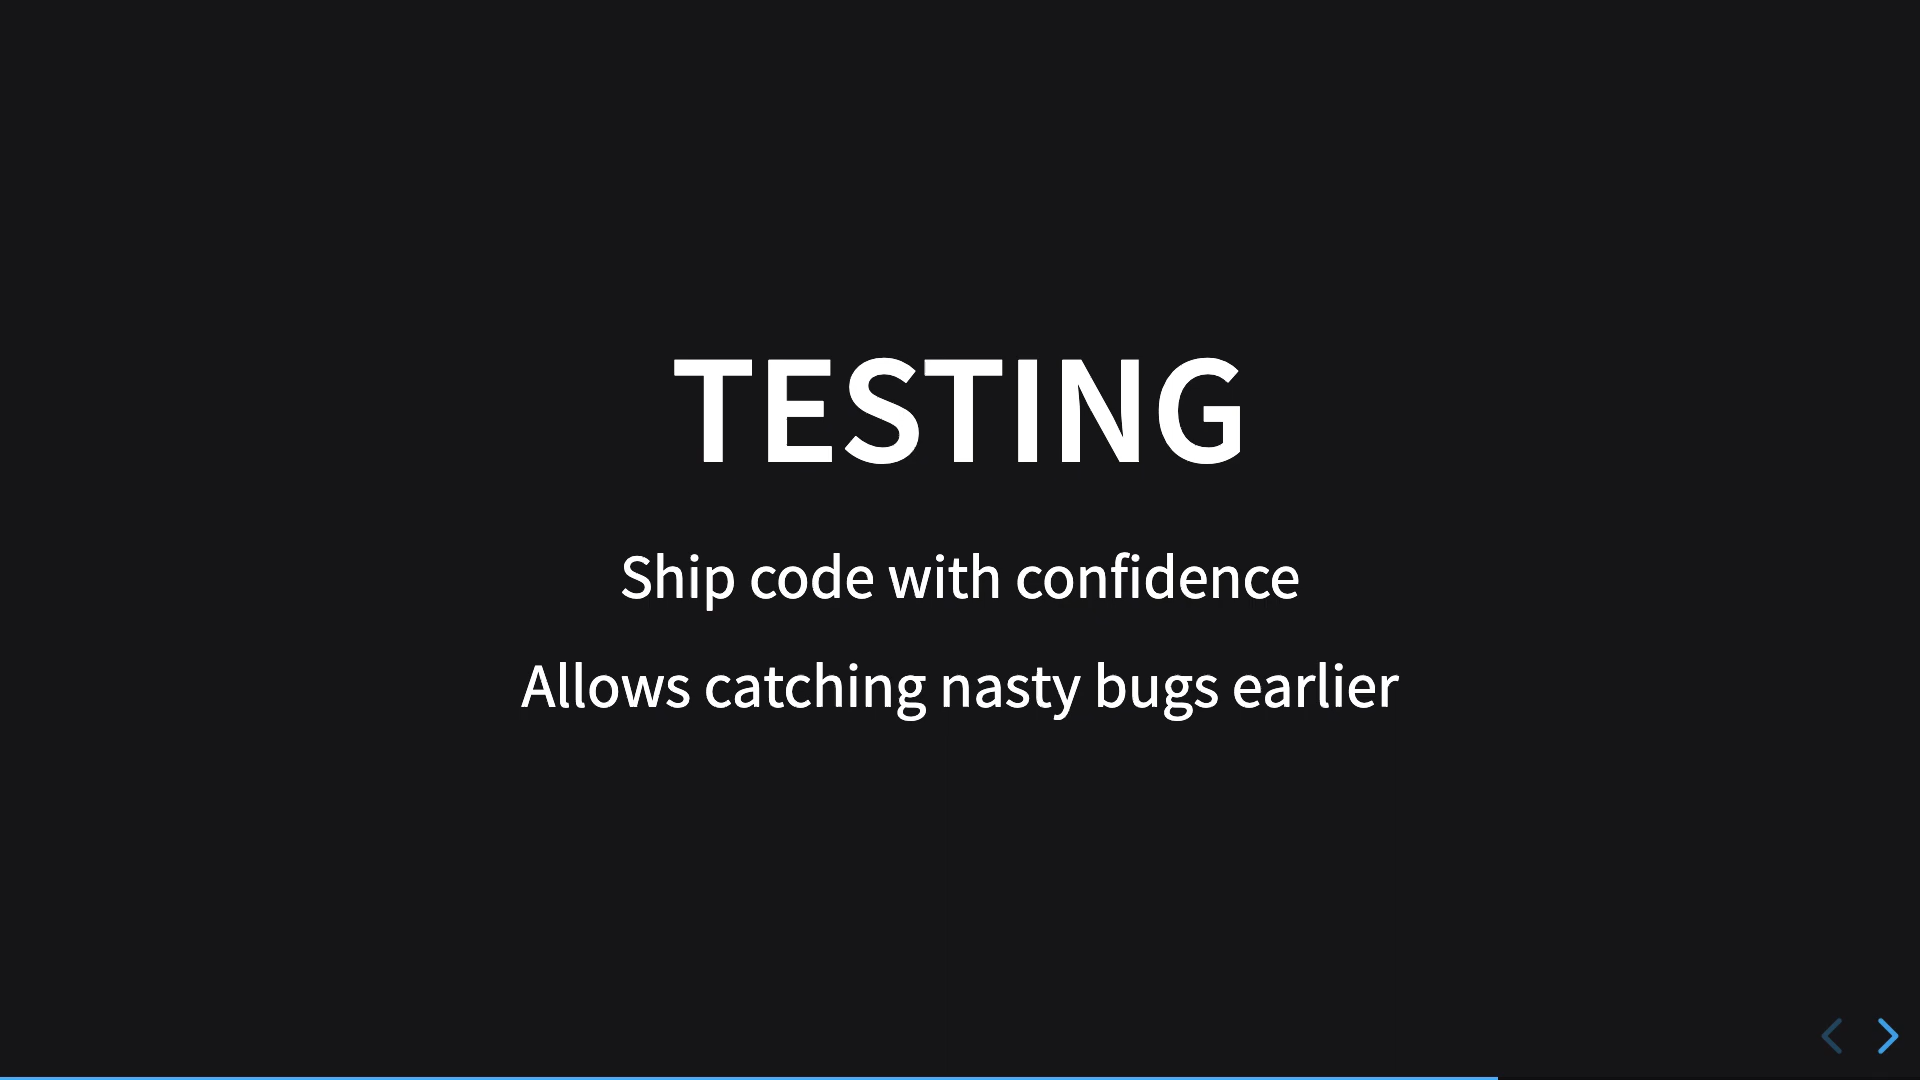 TESTING
Ship code with confidence
Allows catching nasty bugs earlier